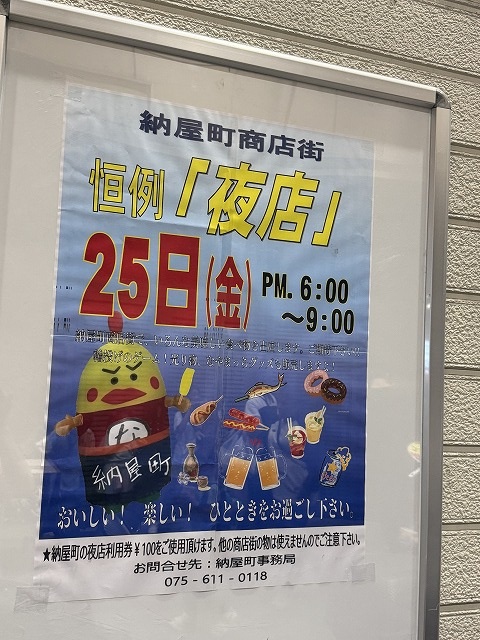 納屋町商店街
恒例「夜店」
25日(金) PM. 6:00
～9:00
な
納屋町
おいしい! 楽しい! ひとときをお過ごし下さい。
★納屋町の夜店利用券￥100をご使用頂けます。他の商店街の物は使えませんのでご注意下さい。
お問合せ先：納屋町事務局
075-611-0118